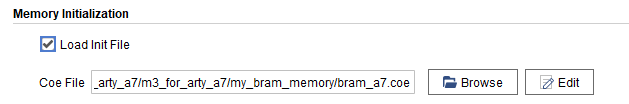 Memory Initialization
Load Init File
Coe File _arty_a7/m3_for_arty_a7/my_bram_memory/bram_a7.coe Browse Edit